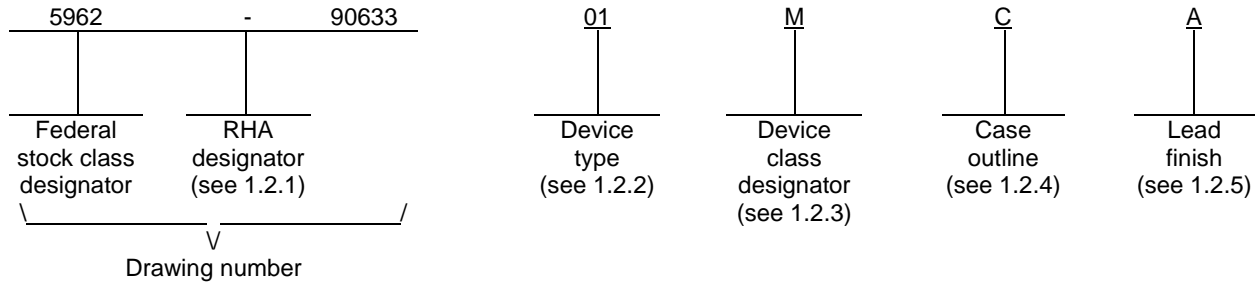 5962 - 90633 01 M C A
Federal stock class designator
RHA designator (see 1.2.1)
Device type (see 1.2.2)
Device class designator (see 1.2.3)
Case outline (see 1.2.4)
Lead finish (see 1.2.5)
Drawing number